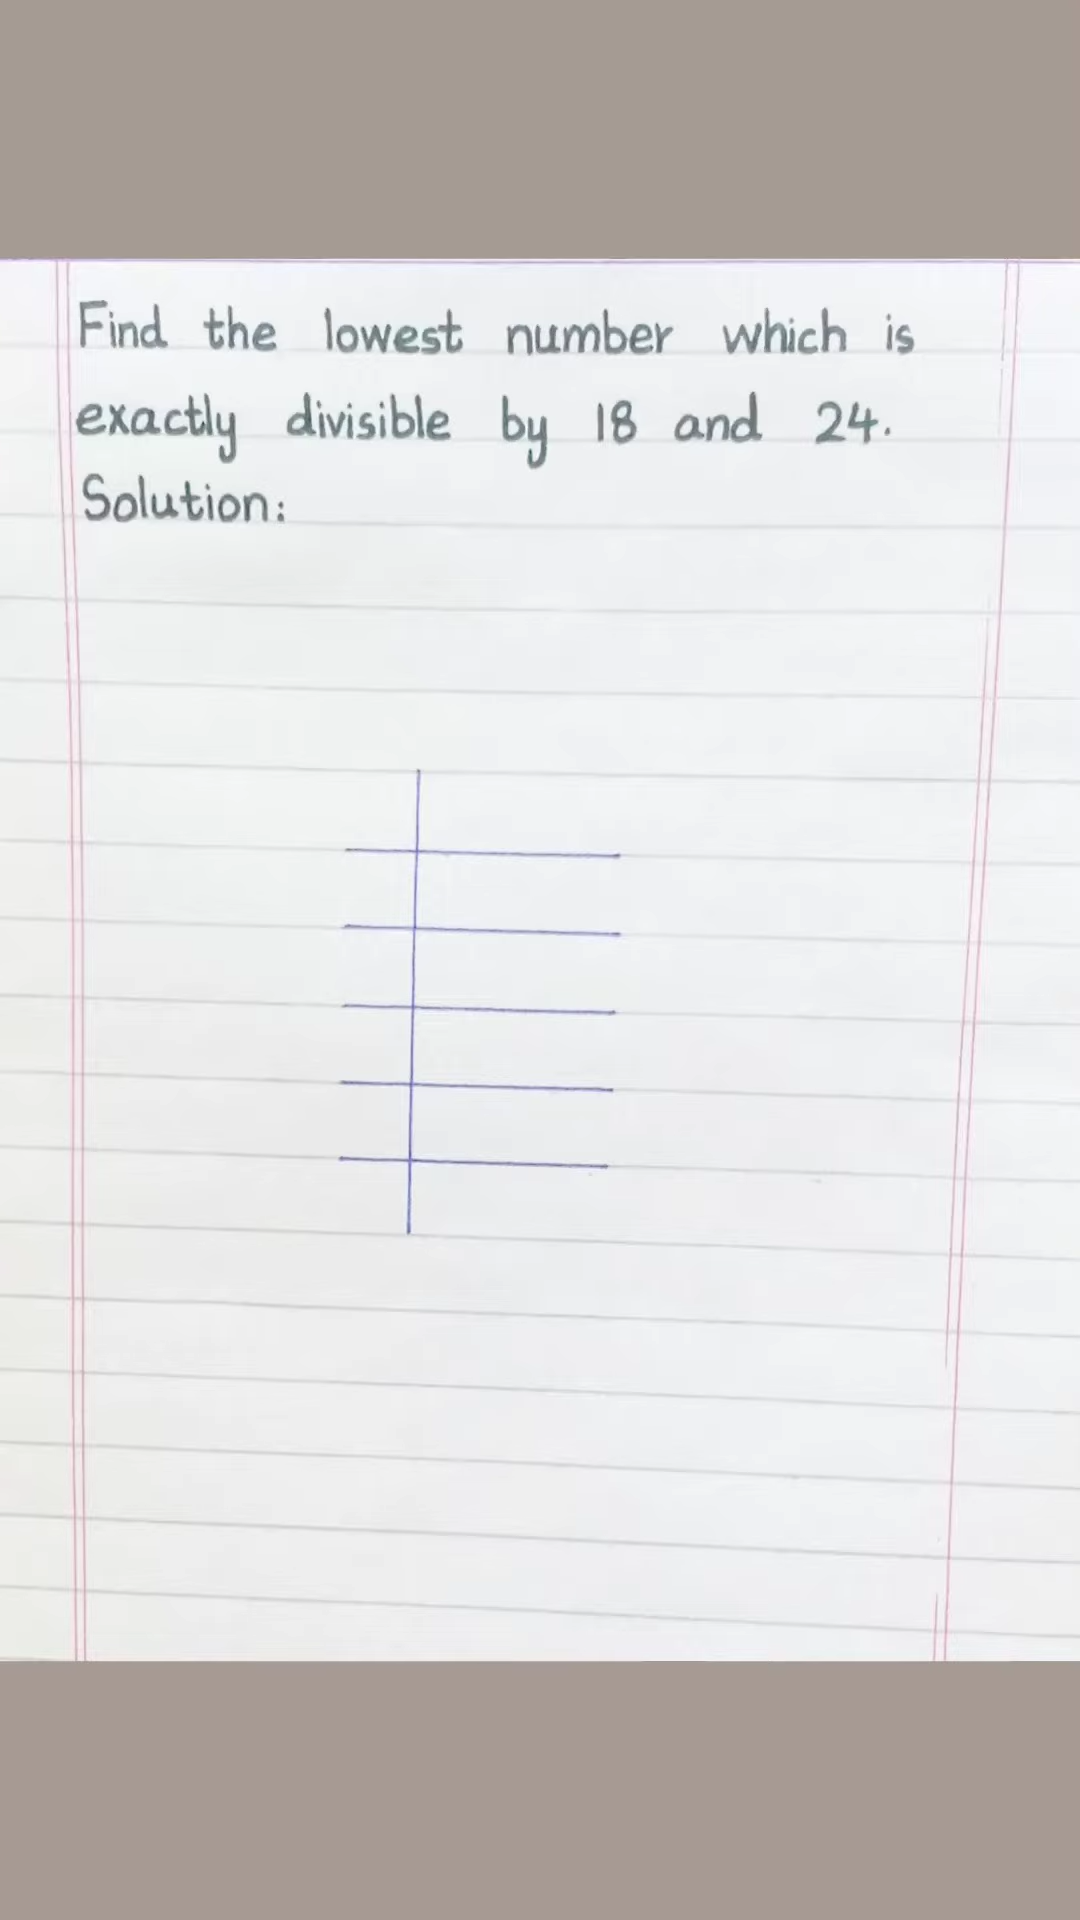 Find the lowest number which is
exactly divisible by 18 and 24.
Solution: